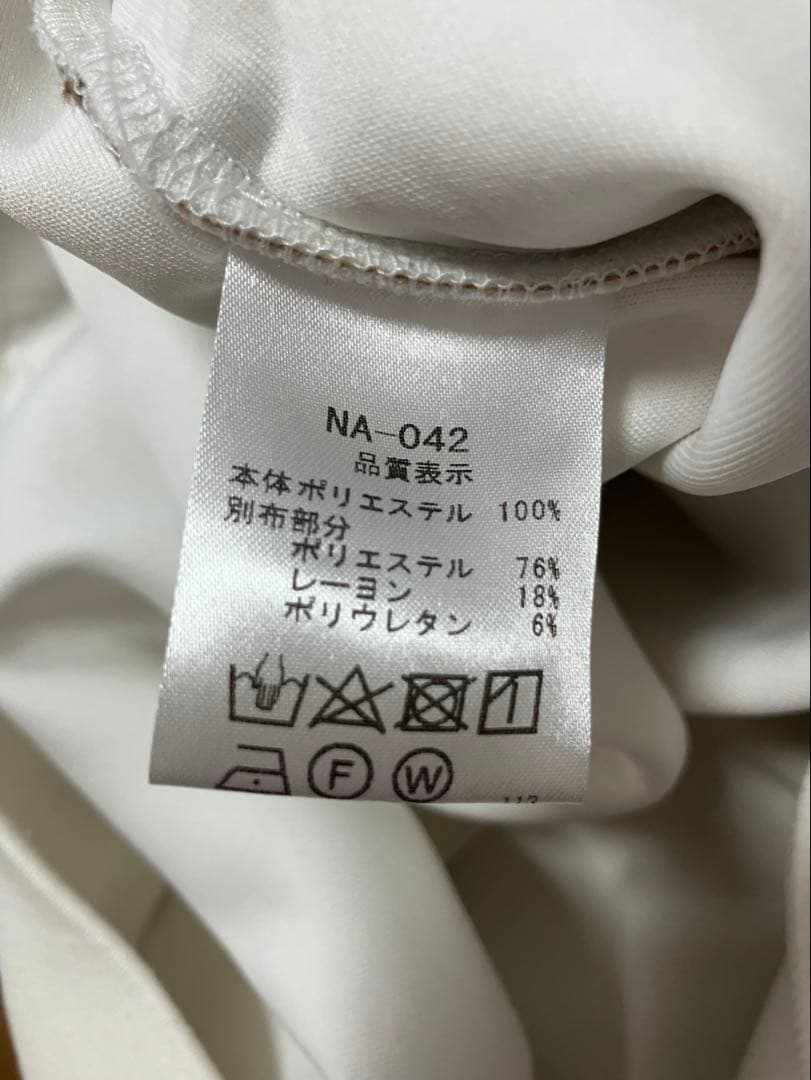 NA-042
品質表示
本体ポリエステル 100%
別布部分
ポリエステル 76%
レーヨン 18%
ポリウレタン 6%
F W